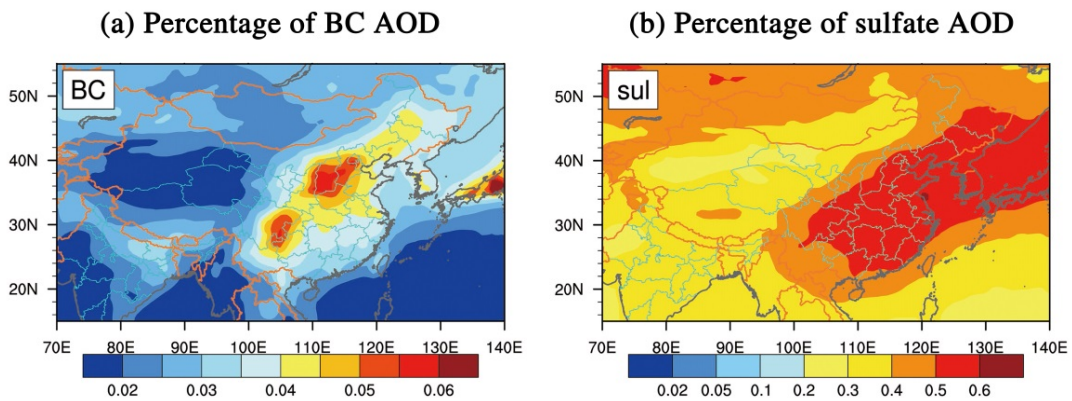 (a) Percentage of BC AOD
(b) Percentage of sulfate AOD
BC
sul
50N
40N
30N
20N
70E 80E 90E 100E 110E 120E 130E 140E
0.02 0.03 0.04 0.05 0.06
50N
40N
30N
20N
70E 80E 90E 100E 110E 120E 130E 140E
0.02 0.05 0.1 0.2 0.3 0.4 0.5 0.6